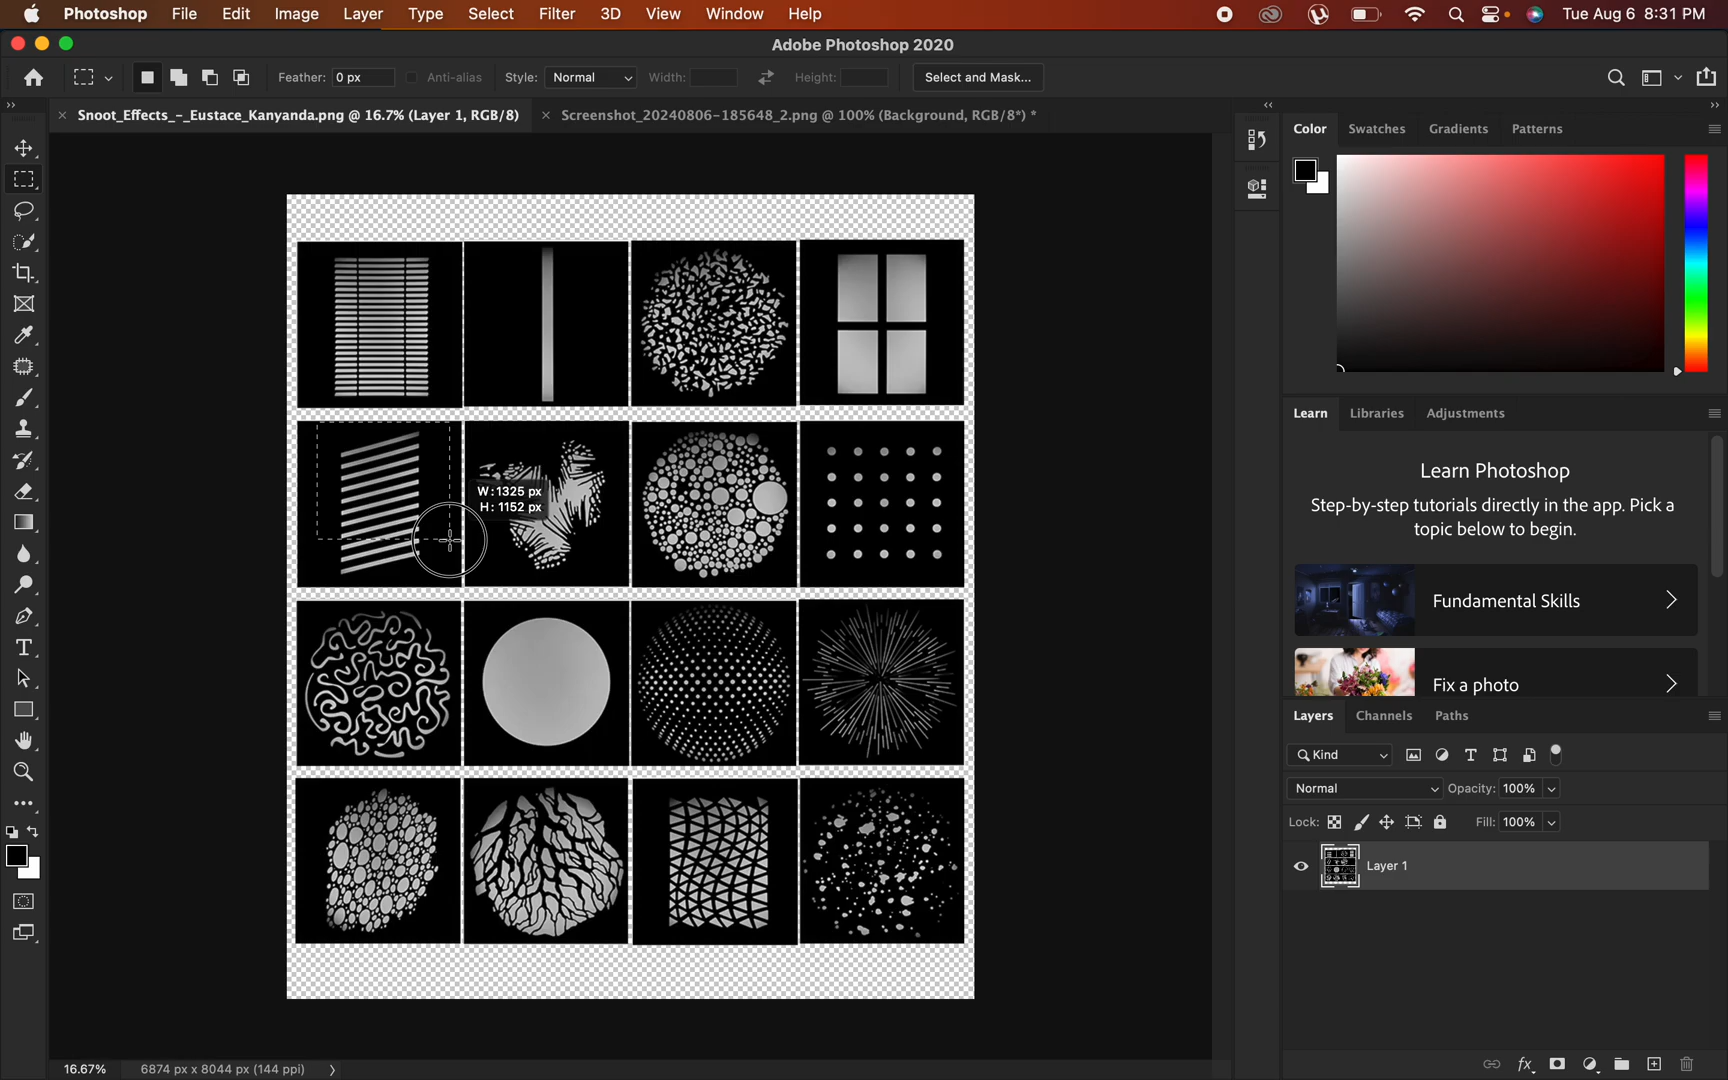 Photoshop File Edit Image Layer Type Select Filter 3D View Window Help Tue Aug 6 8:31 PM
Adobe Photoshop 2020
Feather: 0 px Anti-alias Style: Normal Width: Height: Select and Mask...
Snoot_Effects_-_Eustace_Kanyanda.png @ 16.7% (Layer 1, RGB/8) Screenshot_20240806-185648_2.png @ 100% (Background, RGB/8*) *
Color Swatches Gradients Patterns
Learn Libraries Adjustments
Learn Photoshop
Step-by-step tutorials directly in the app. Pick a
topic below to begin.
W: 1325 px
H: 1152 px
Fundamental Skills
Fix a photo
Layers Channels Paths
Kind
Normal Opacity: 100%
Lock: Fill: 100%
Layer 1
16.67% 6874 px x 8044 px (144 ppi)